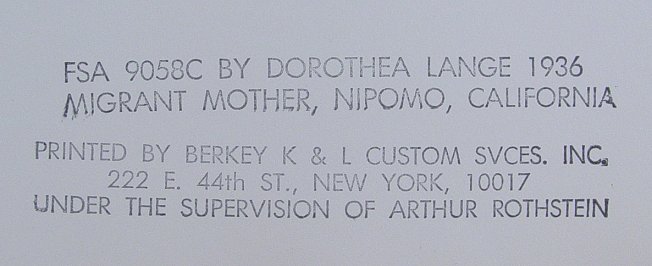 FSA 9058C BY DOROTHEA LANGE 1936
MIGRANT MOTHER, NIPOMO, CALIFORNIA
PRINTED BY BERKEY K & L CUSTOM SVCES. INC.
222 E. 44th ST., NEW YORK, 10017
UNDER THE SUPERVISION OF ARTHUR ROTHSTEIN